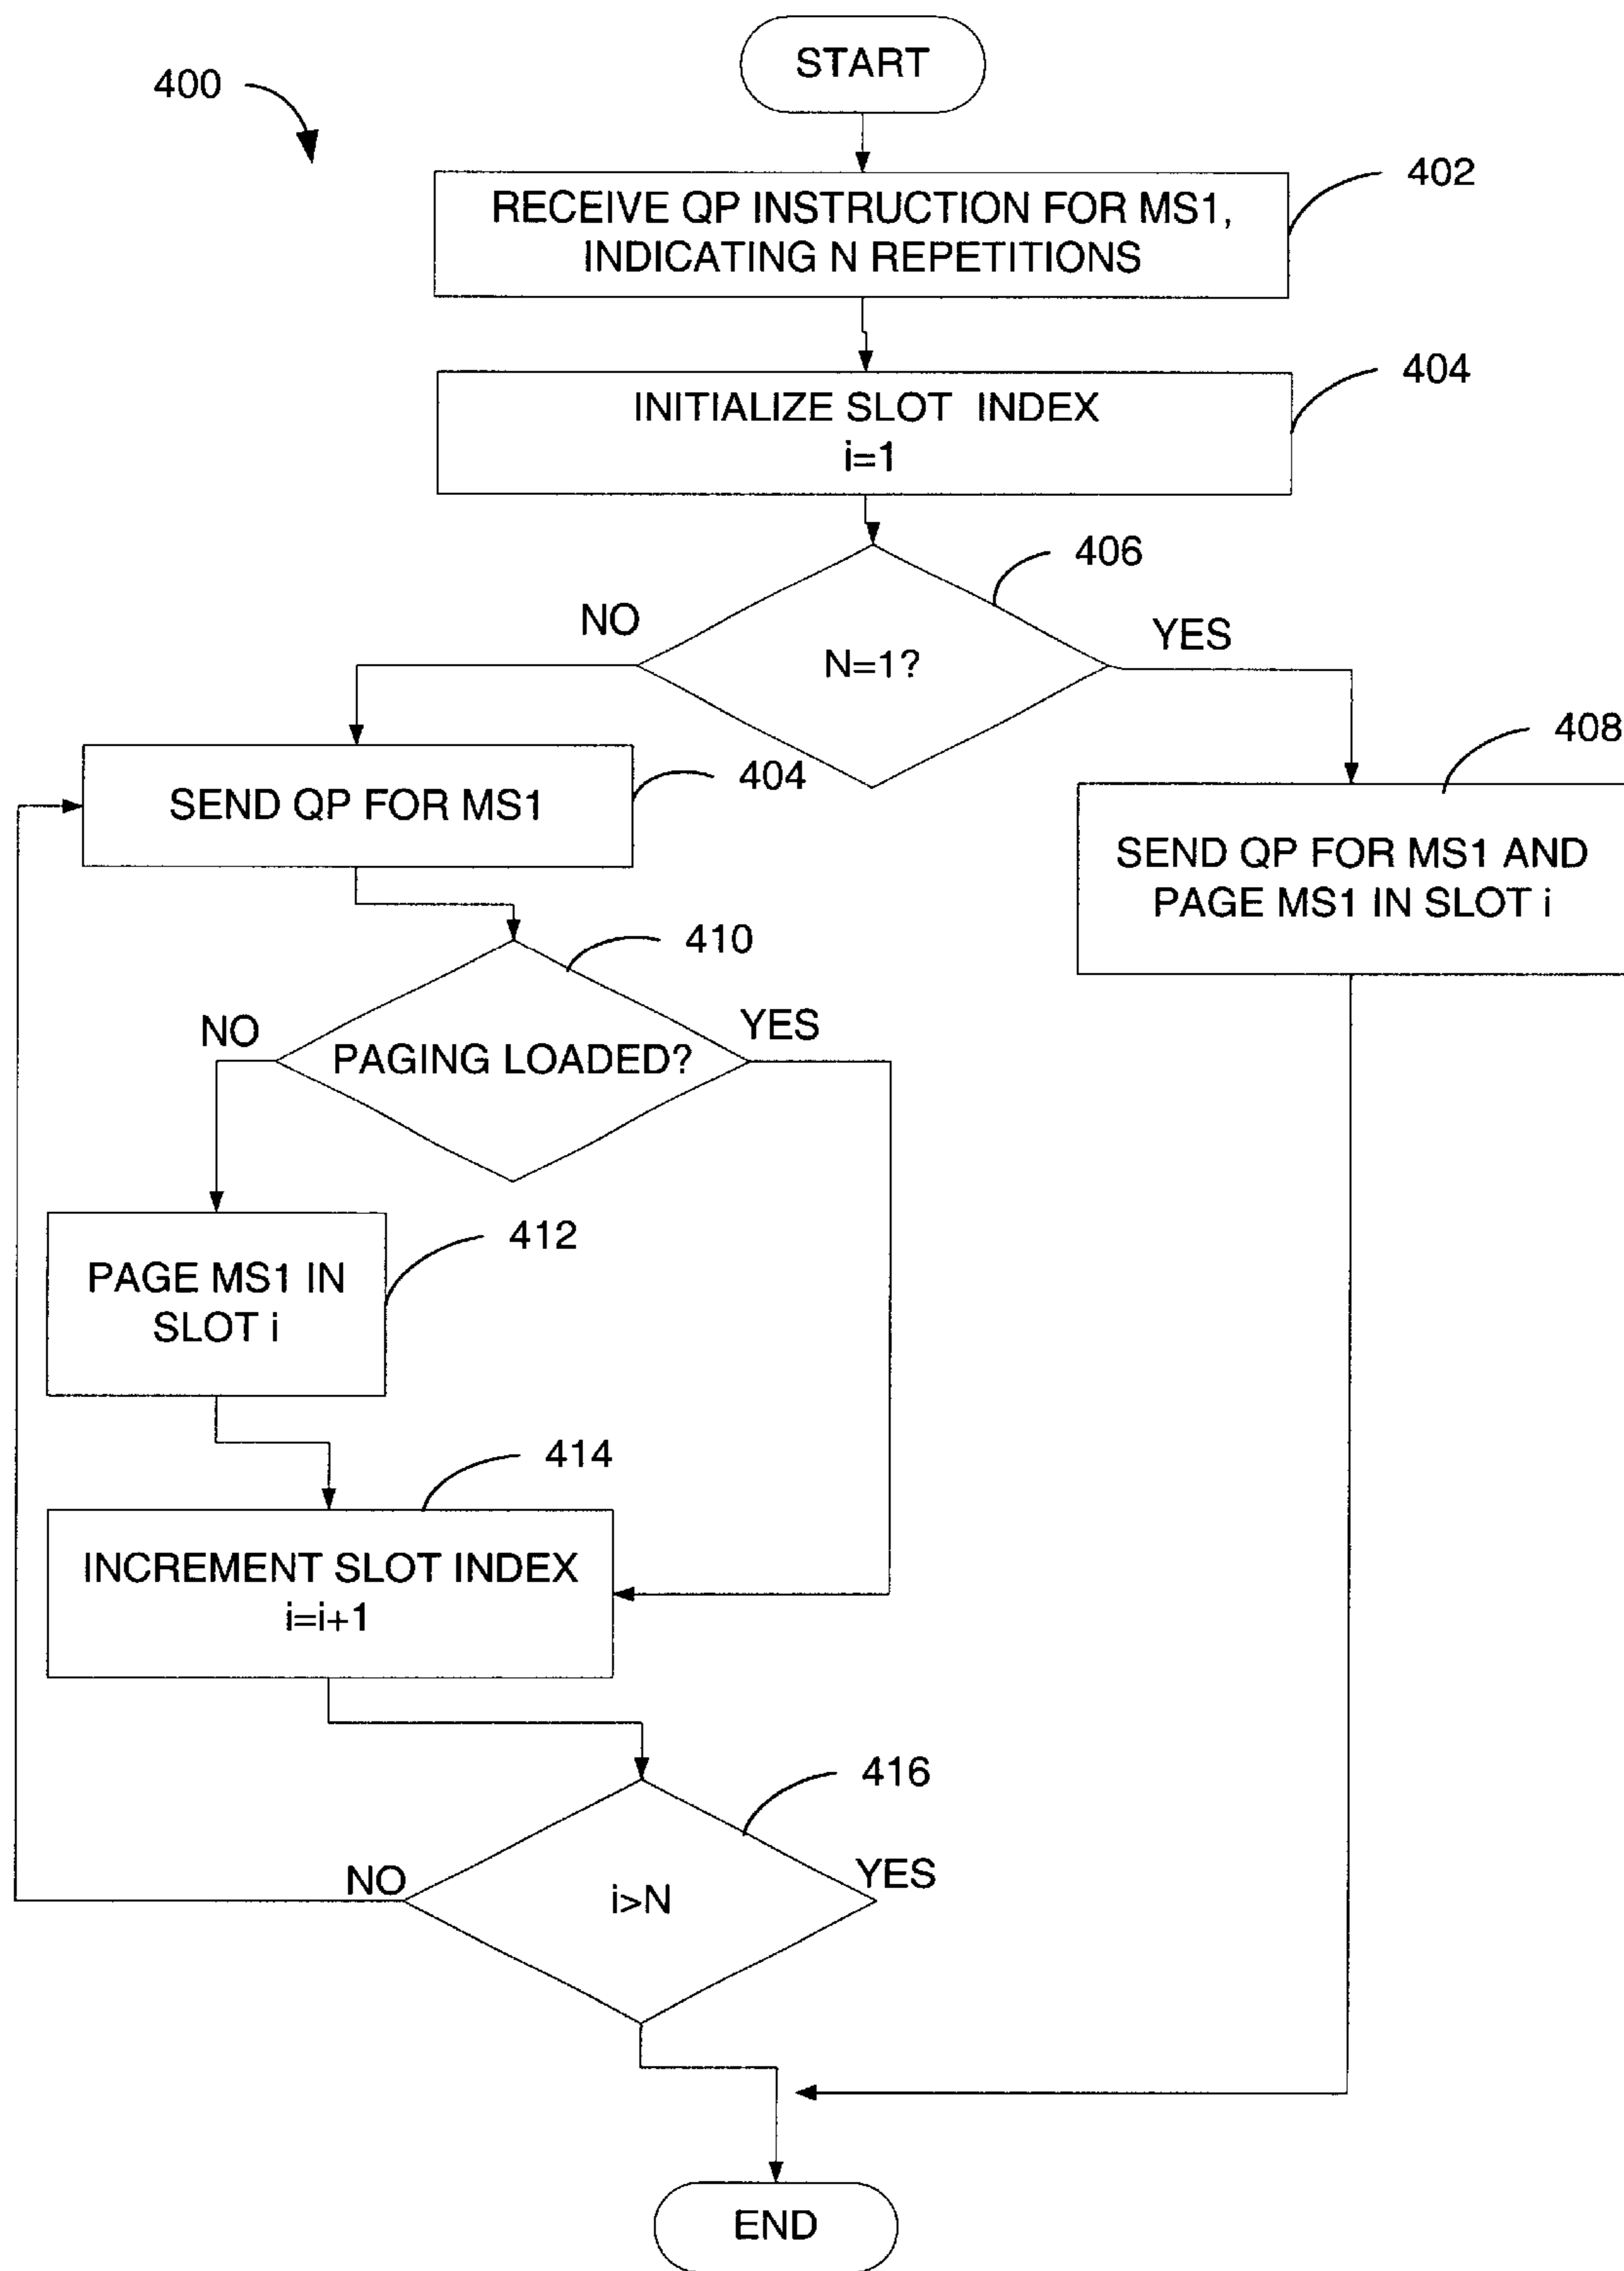 START
400
402
RECEIVE QP INSTRUCTION FOR MS1,
INDICATING N REPETITIONS
404
INITIALIZE SLOT INDEX
i=1
406
NO
YES
N=1?
408
404
SEND QP FOR MS1
SEND QP FOR MS1 AND
PAGE MS1 IN SLOT i
410
NO
YES
PAGING LOADED?
412
PAGE MS1 IN
SLOT i
414
INCREMENT SLOT INDEX
i=i+1
416
NO
YES
i>N
END